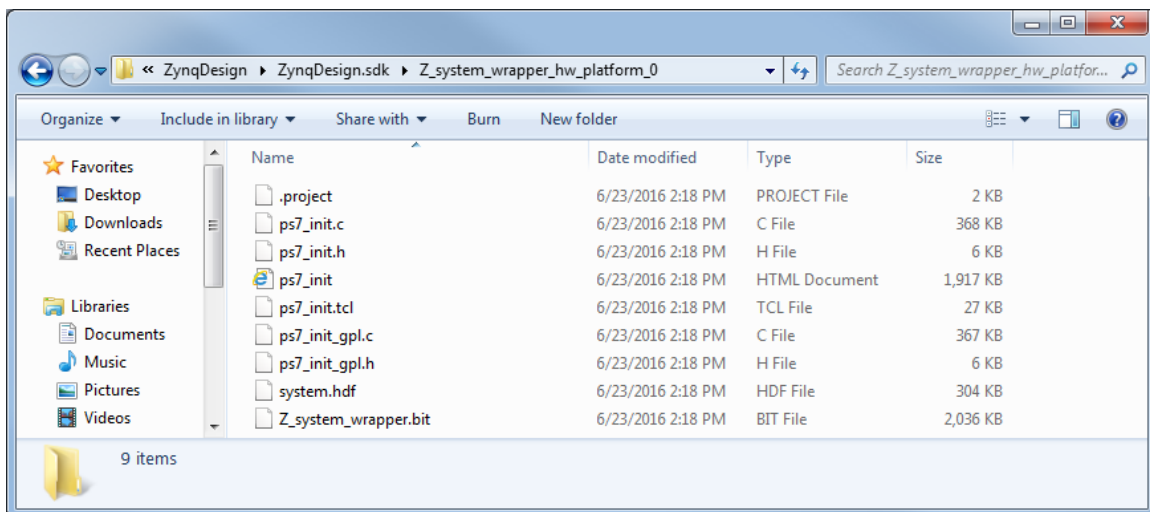 « ZynqDesign ▸ ZynqDesign.sdk ▸ Z_system_wrapper_hw_platform_0 Search Z_system_wrapper_hw_platfor...
Organize Include in library Share with Burn New folder
Favorites
Desktop
Downloads
Recent Places
Libraries
Documents
Music
Pictures
Videos
Name Date modified Type Size
.project 6/23/2016 2:18 PM PROJECT File 2 KB
ps7_init.c 6/23/2016 2:18 PM C File 368 KB
ps7_init.h 6/23/2016 2:18 PM H File 6 KB
ps7_init 6/23/2016 2:18 PM HTML Document 1,917 KB
ps7_init.tcl 6/23/2016 2:18 PM TCL File 27 KB
ps7_init_gpl.c 6/23/2016 2:18 PM C File 367 KB
ps7_init_gpl.h 6/23/2016 2:18 PM H File 6 KB
system.hdf 6/23/2016 2:18 PM HDF File 304 KB
Z_system_wrapper.bit 6/23/2016 2:18 PM BIT File 2,036 KB
9 items